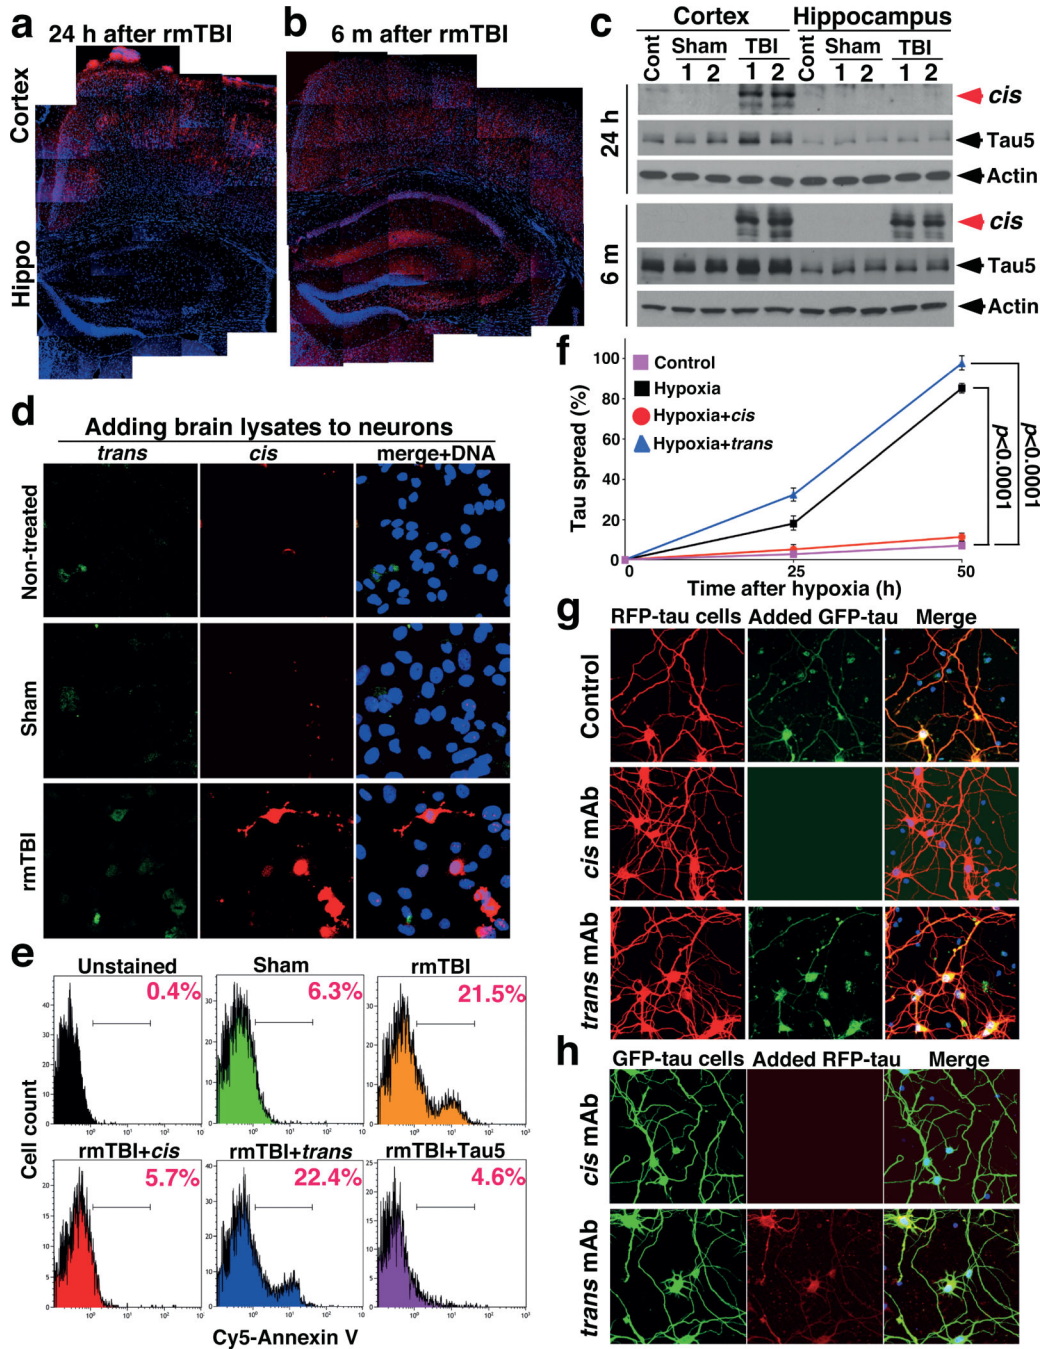 a
24 h after rmTBI
b
6 m after rmTBI
Cortex
Hippo
c
Cortex Hippocampus
Cont Sham TBI Cont Sham TBI
1 2 1 2 1 2 1 2
24 h
cis
Tau5
Actin
6 m
cis
Tau5
Actin
d
Adding brain lysates to neurons
trans cis merge+DNA
Non-treated
Sham
rmTBI
e
Unstained Sham rmTBI
0.4% 6.3% 21.5%
Cell count
rmTBI+cis rmTBI+trans rmTBI+Tau5
5.7% 22.4% 4.6%
Cy5-Annexin V
f
Tau spread (%)
100
80
60
40
20
0
Control
Hypoxia
Hypoxia+cis
Hypoxia+trans
p<0.0001
p<0.0001
0 25 50
Time after hypoxia (h)
g
RFP-tau cells Added GFP-tau Merge
Control
cis mAb
trans mAb
h
GFP-tau cells Added RFP-tau Merge
cis mAb
trans mAb